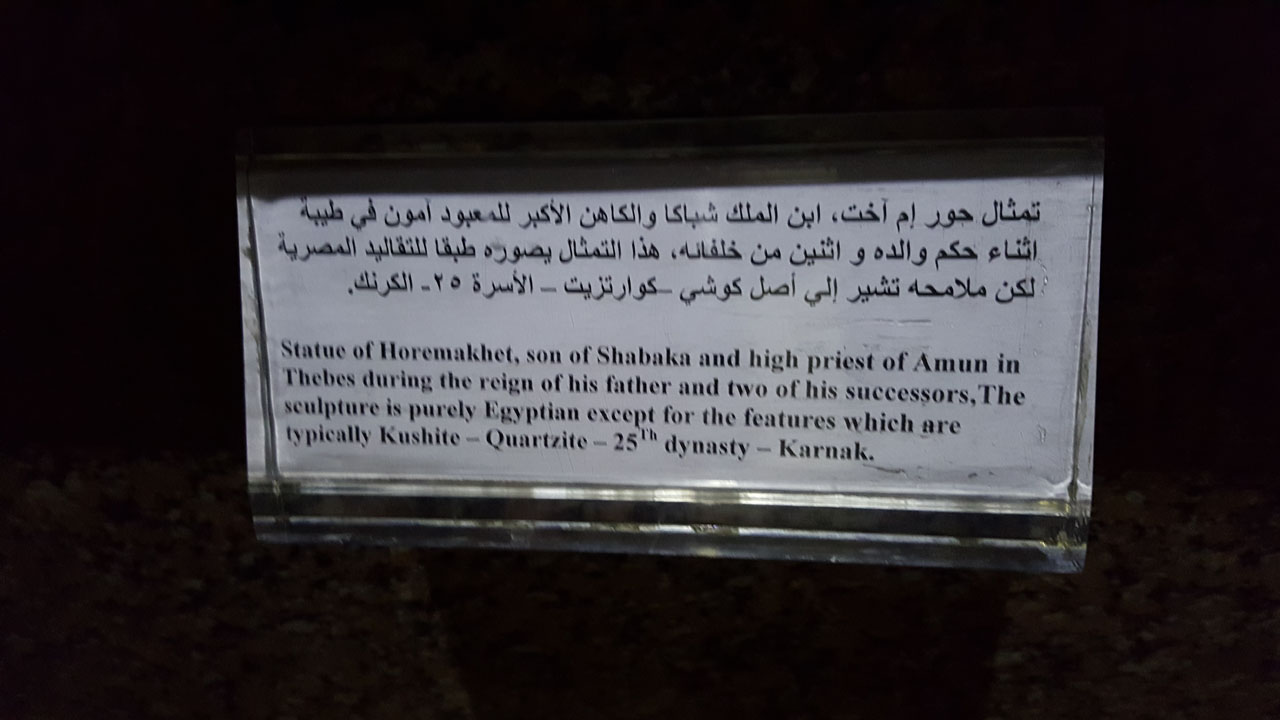 تمثال حور إم آخت، ابن الملك شباكا والكاهن الأكبر للمعبود آمون في طيبة
اثناء حكم والده و اثنين من خلفائه، هذا التمثال يصوره طبقا للتقاليد المصرية
لكن ملامحه تشير إلي أصل كوشي –كوارتزيت – الأسرة ٢٥- الكرنك.
Statue of Horemakhet, son of Shabaka and high priest of Amun in
Thebes during the reign of his father and two of his successors,The
sculpture is purely Egyptian except for the features which are
typically Kushite – Quartzite – 25Th dynasty – Karnak.